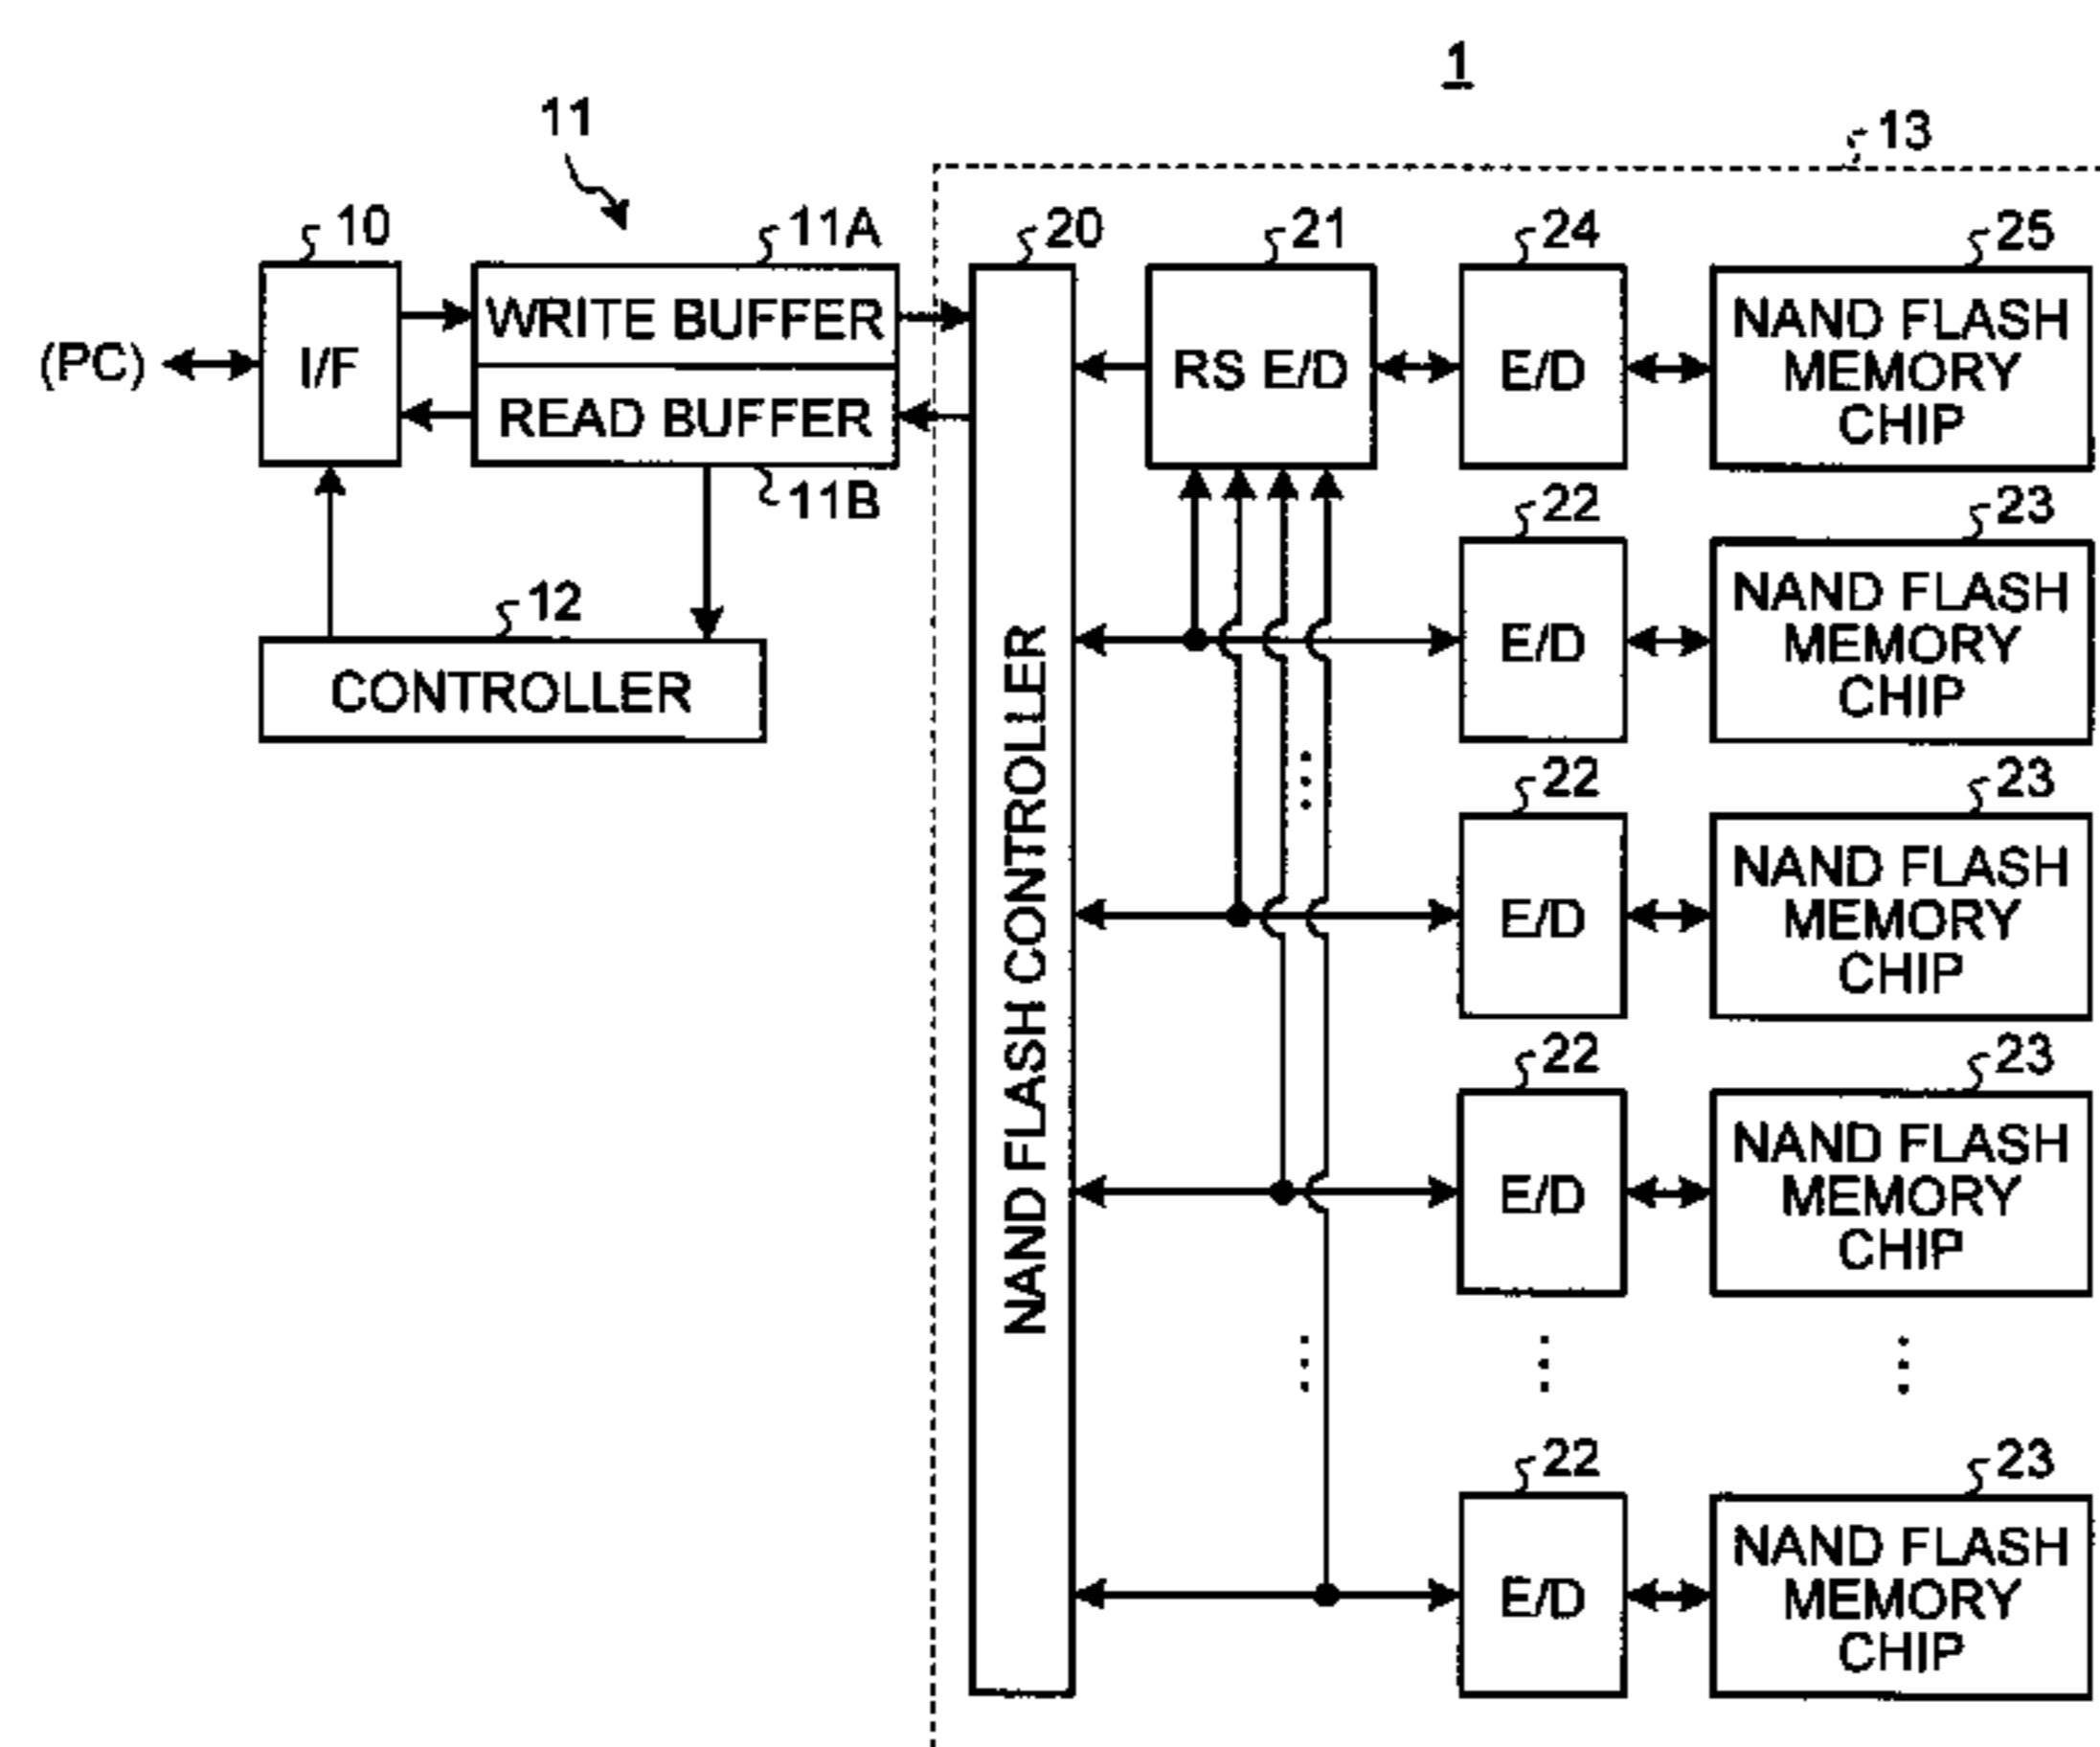 1
11
13
10
11A
20
21
24
25
(PC)
I/F
WRITE BUFFER
READ BUFFER
11B
RS E/D
E/D
NAND FLASH
MEMORY
CHIP
12
CONTROLLER
NAND FLASH CONTROLLER
22
23
E/D
NAND FLASH
MEMORY
CHIP
22
23
E/D
NAND FLASH
MEMORY
CHIP
22
23
E/D
NAND FLASH
MEMORY
CHIP
22
23
E/D
NAND FLASH
MEMORY
CHIP